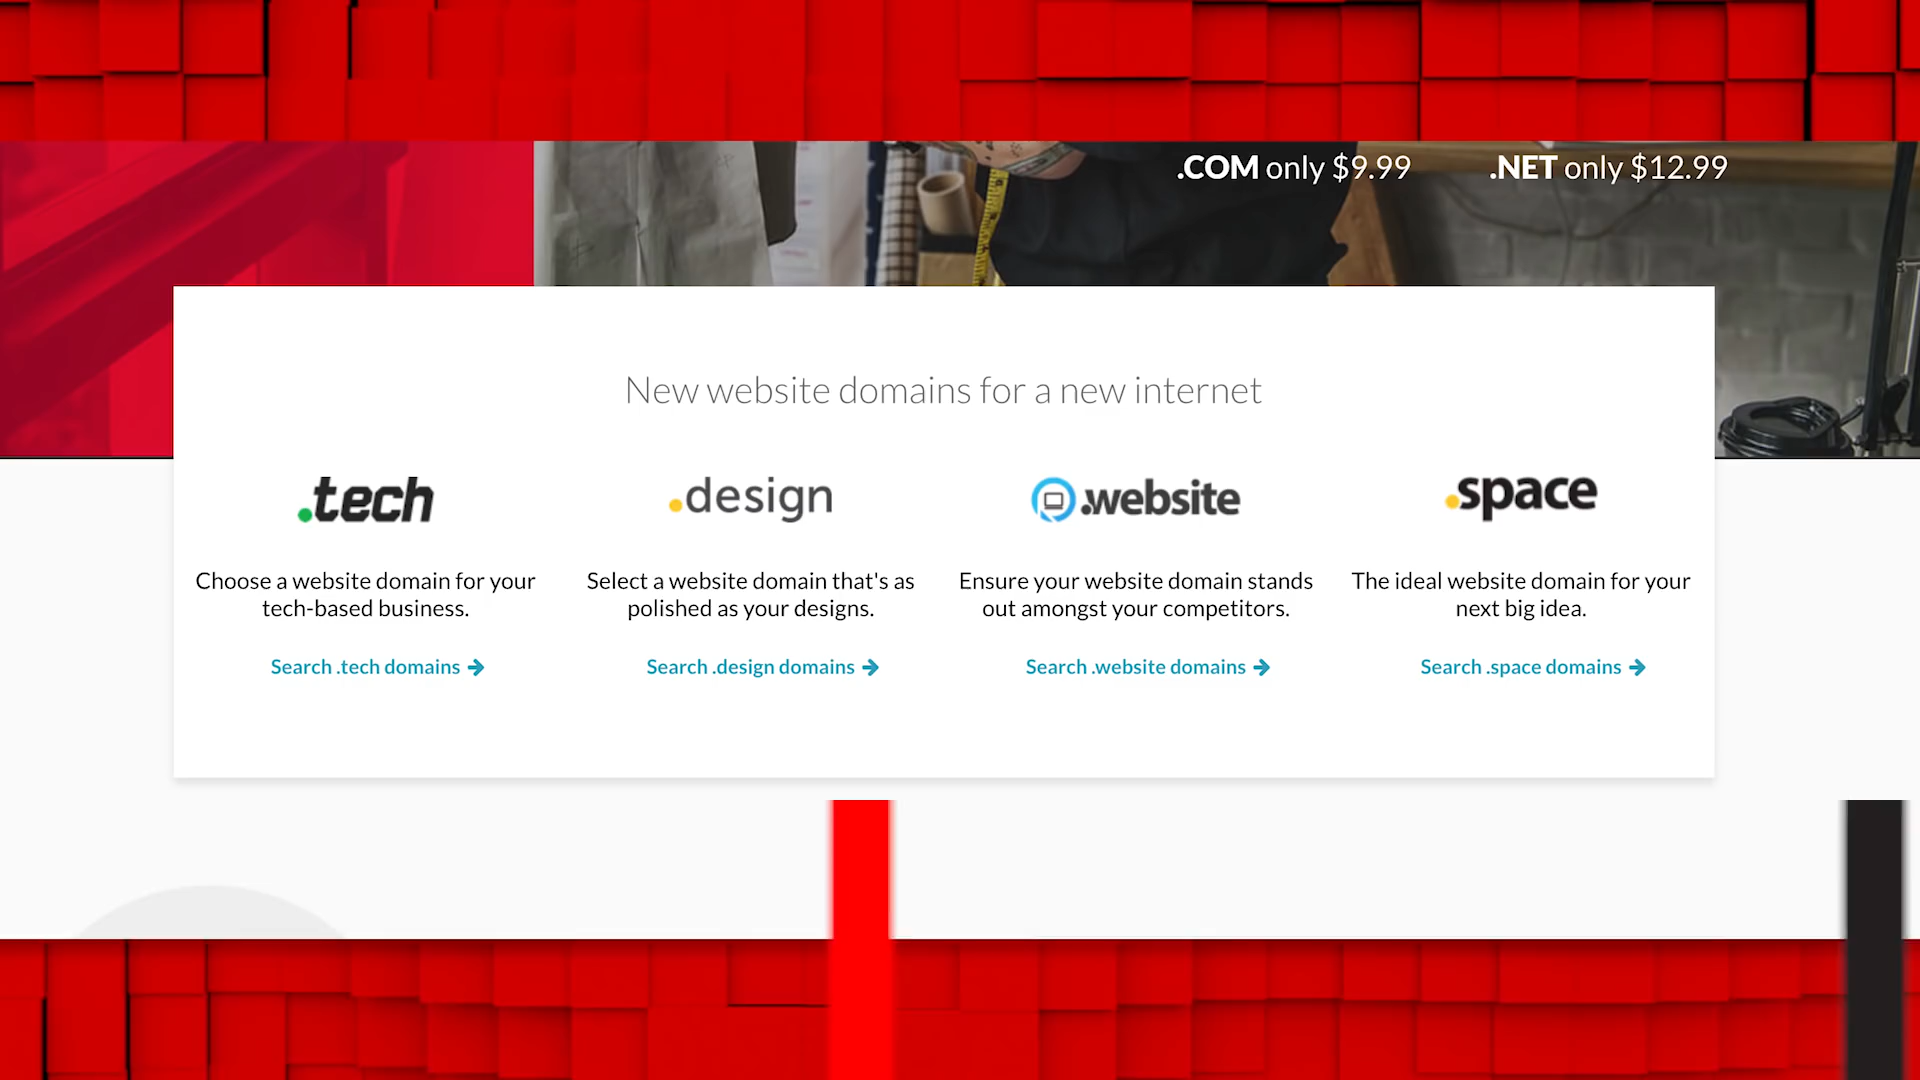 .COM only $9.99 .NET only $12.99
New website domains for a new internet
.tech
.design
.website
.space
Choose a website domain for your
tech-based business.
Select a website domain that's as
polished as your designs.
Ensure your website domain stands
out amongst your competitors.
The ideal website domain for your
next big idea.
Search .tech domains
Search .design domains
Search .website domains
Search .space domains